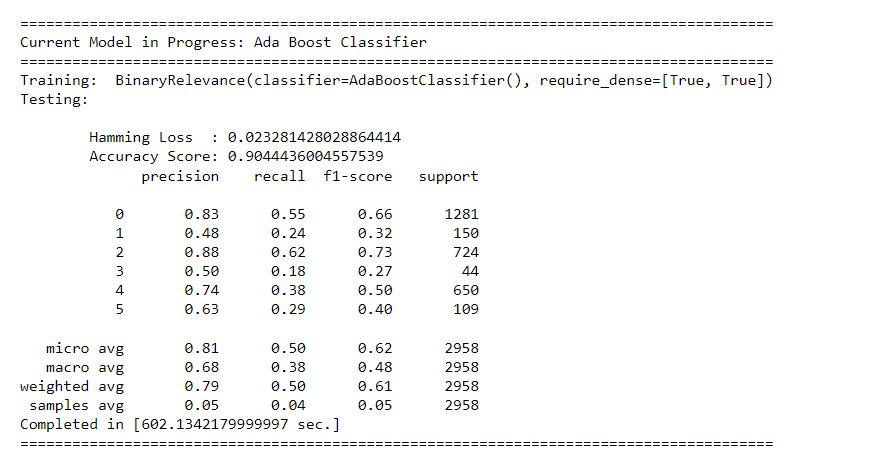 =======================================================================================
Current Model in Progress: Ada Boost Classifier
=======================================================================================
Training:  BinaryRelevance(classifier=AdaBoostClassifier(), require_dense=[True, True])
Testing:

        Hamming Loss  : 0.023281428028864414
        Accuracy Score: 0.9044436004557539
              precision    recall  f1-score   support

           0       0.83      0.55      0.66      1281
           1       0.48      0.24      0.32       150
           2       0.88      0.62      0.73       724
           3       0.50      0.18      0.27        44
           4       0.74      0.38      0.50       650
           5       0.63      0.29      0.40       109

   micro avg       0.81      0.50      0.62      2958
   macro avg       0.68      0.38      0.48      2958
weighted avg       0.79      0.50      0.61      2958
 samples avg       0.05      0.04      0.05      2958
Completed in [602.1342179999997 sec.]
=======================================================================================